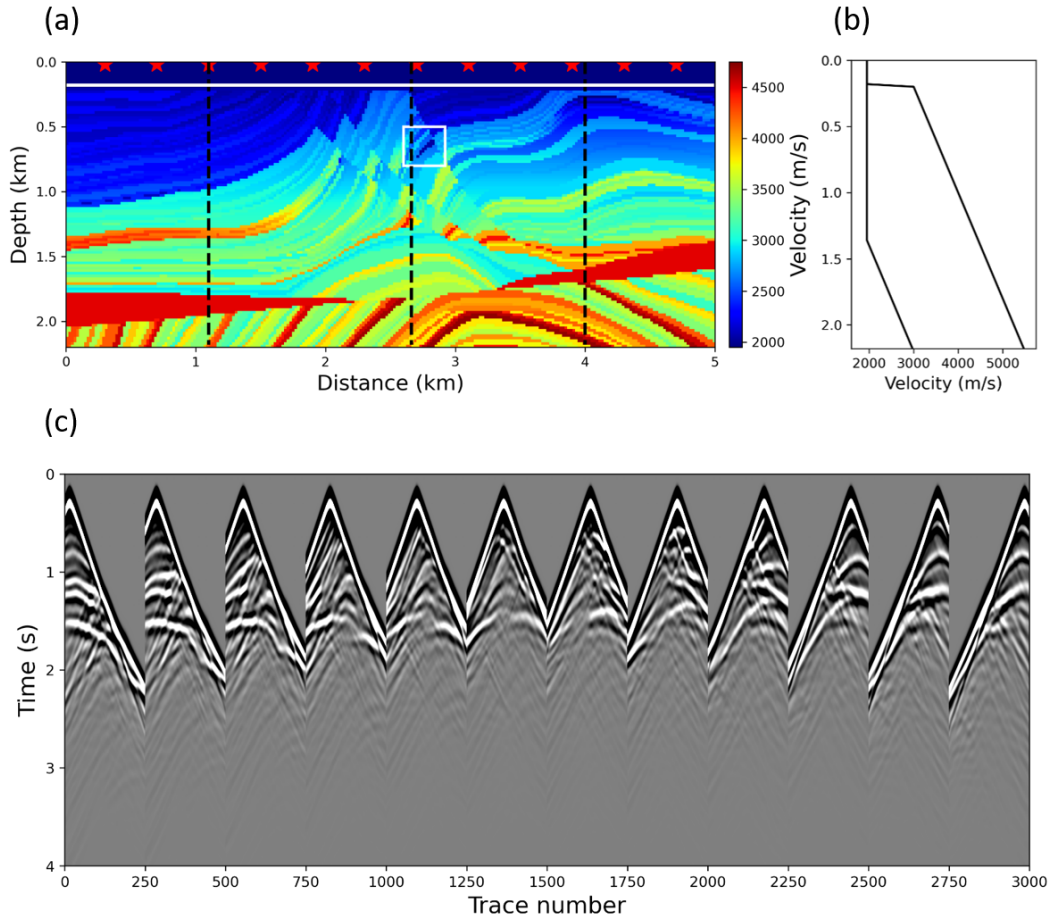 (a)
(b)
0.0
0.5
1.0
1.5
2.0
Depth (km)
0
1
2
3
4
5
Distance (km)
4500
4000
3500
3000
2500
2000
Velocity (m/s)
0.0
0.5
1.0
1.5
2.0
2000 3000 4000 5000
Velocity (m/s)
(c)
0
1
2
3
4
Time (s)
0 250 500 750 1000 1250 1500 1750 2000 2250 2500 2750 3000
Trace number